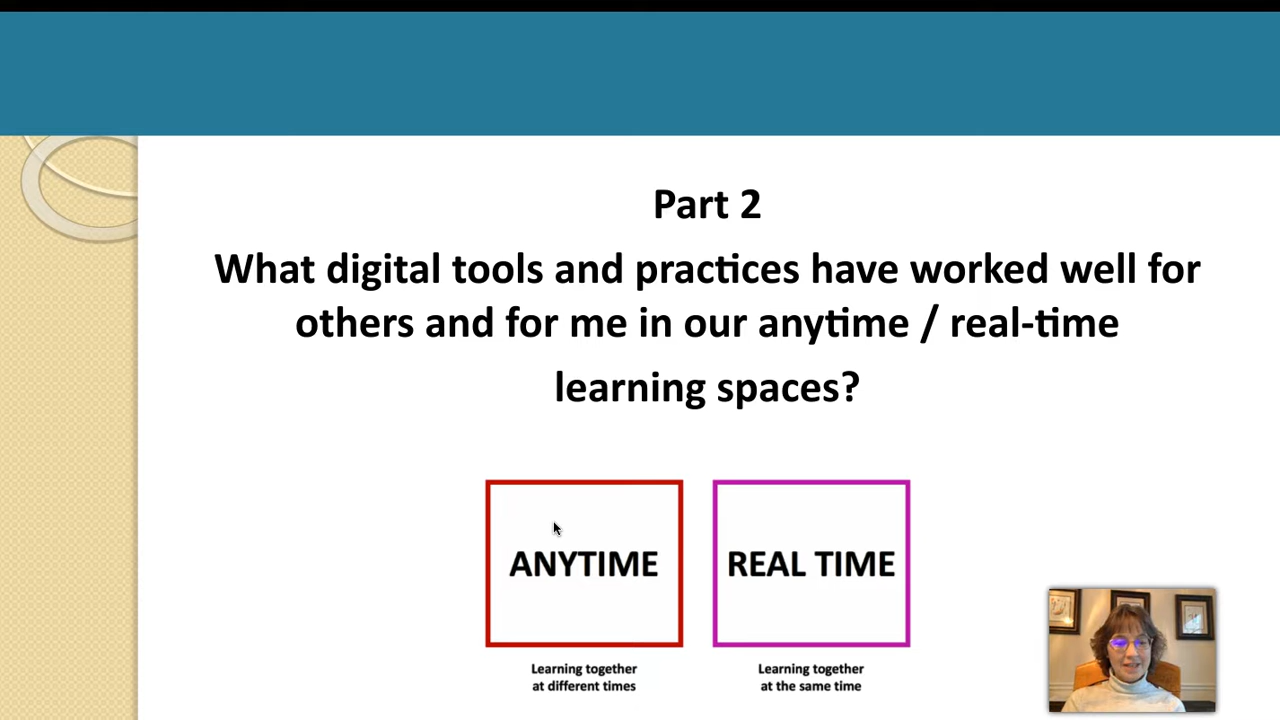 Part 2
What digital tools and practices have worked well for
others and for me in our anytime / real-time
learning spaces?
ANYTIME
REAL TIME
Learning together
at different times
Learning together
at the same time